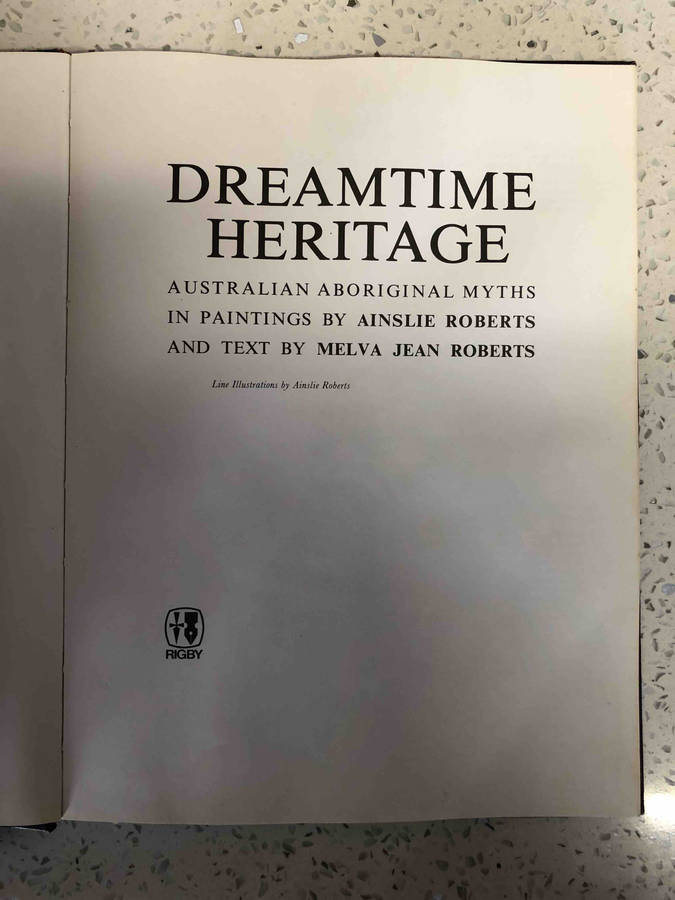 DREAMTIME
HERITAGE
AUSTRALIAN ABORIGINAL MYTHS
IN PAINTINGS BY AINSLIE ROBERTS
AND TEXT BY MELVA JEAN ROBERTS
Line Illustrations by Ainslie Roberts
RIGBY